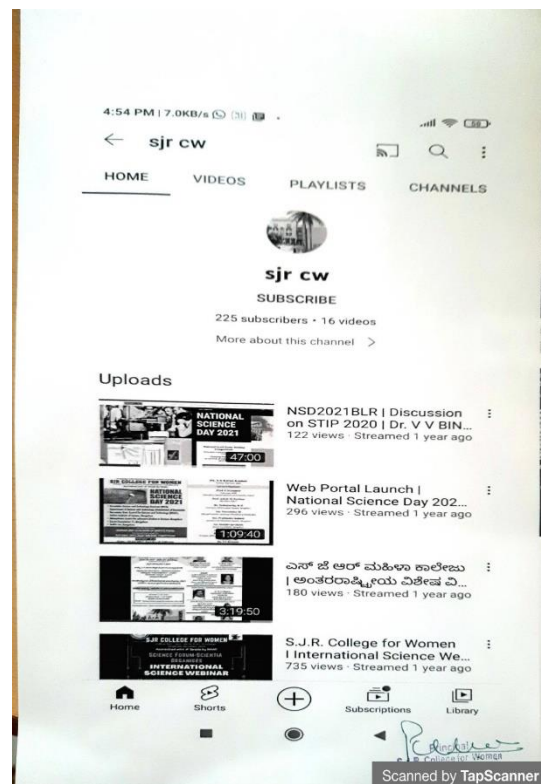 4:54 PM | 7.0KB/s
50
sjr cw
HOME VIDEOS PLAYLISTS CHANNELS
sjr cw
SUBSCRIBE
225 subscribers • 16 videos
More about this channel >
Uploads
NATIONAL
SCIENCE
DAY 2021
47:00
NSD2021BLR | Discussion
on STIP 2020 | Dr. V V BIN...
122 views · Streamed 1 year ago
SJR COLLEGE FOR WOMEN
NATIONAL
SCIENCE
DAY 2021
1:09:40
Web Portal Launch |
National Science Day 202...
296 views · Streamed 1 year ago
3:19:50
ಎಸ್ ಜೆ ಆರ್ ಮಹಿಳಾ ಕಾಲೇಜು
| ಅಂತರರಾಷ್ಟ್ರೀಯ ವಿಶೇಷ ವಿ...
180 views · Streamed 1 year ago
SJR COLLEGE FOR WOMEN
SCIENCE FORUM-SCIENTIA
ORGANISES
INTERNATIONAL
SCIENCE WEBINAR
S.J.R. College for Women
I International Science We...
735 views · Streamed 1 year ago
Home Shorts Subscriptions Library
Principal
S.J.R. College for Women
Scanned by TapScanner